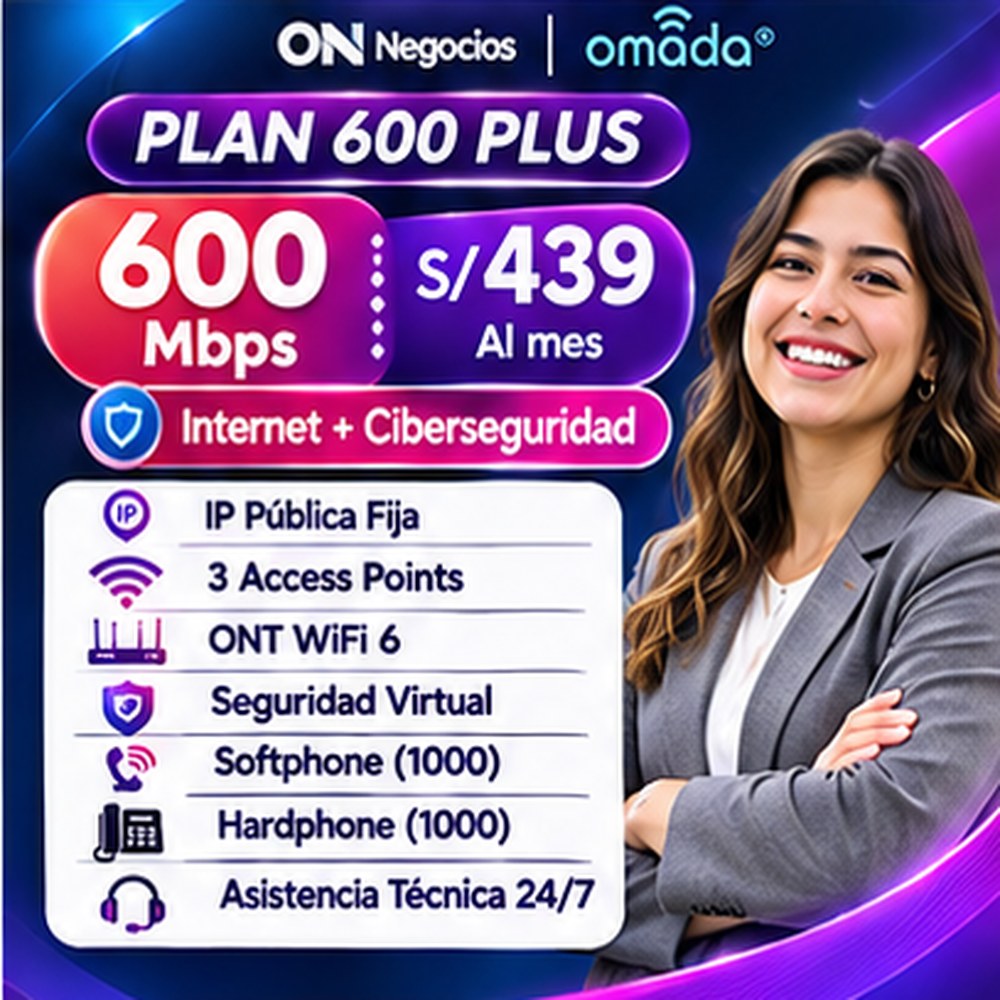 ON Negocios | omada
PLAN 600 PLUS
600
Mbps
S/439
Al mes
Internet + Ciberseguridad
IP
IP Pública Fija
3 Access Points
ONT WiFi 6
Seguridad Virtual
Softphone (1000)
Hardphone (1000)
Asistencia Técnica 24/7